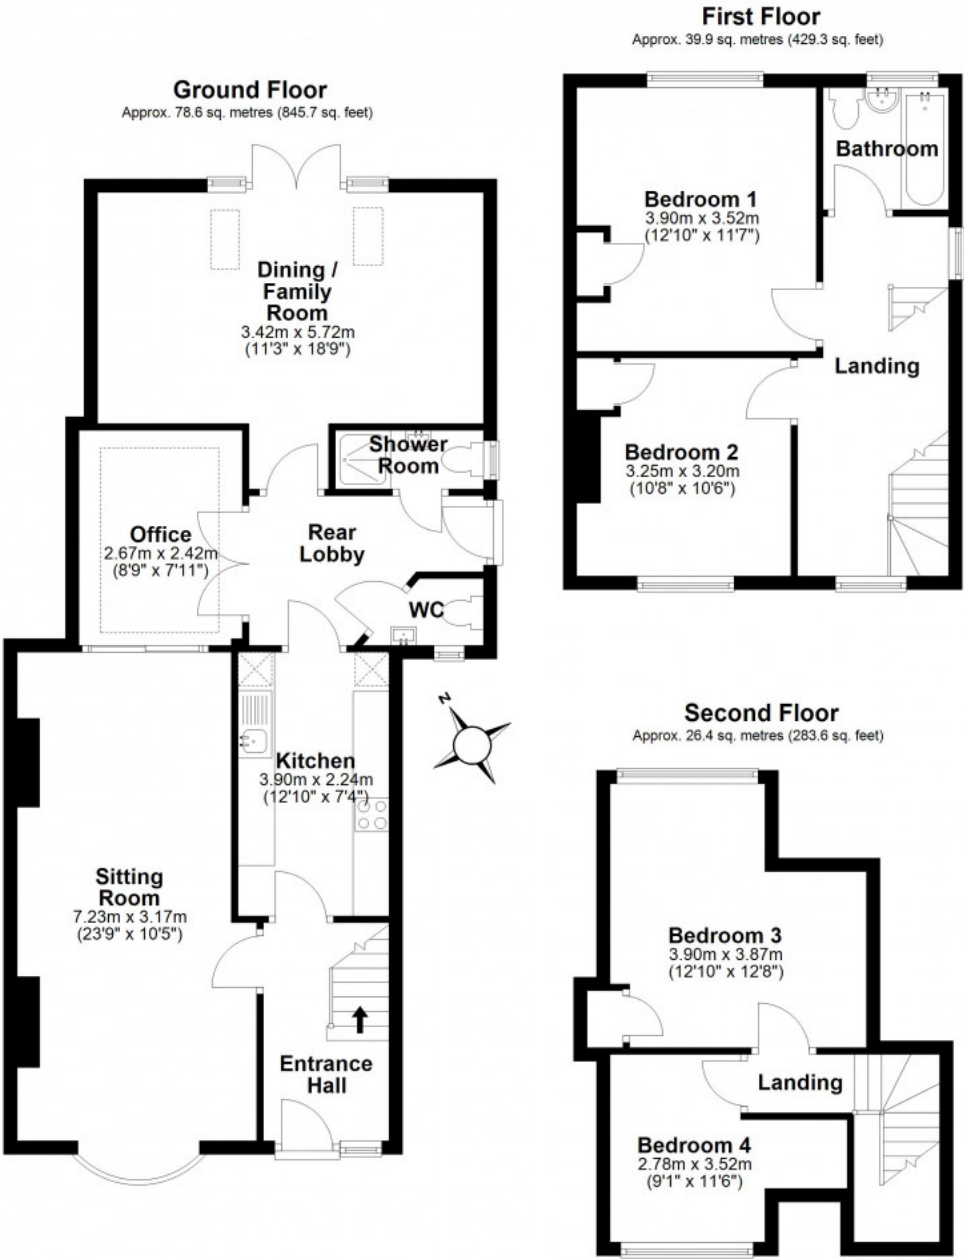 Ground Floor
Approx. 78.6 sq. metres (845.7 sq. feet)
Dining /
Family
Room
3.42m x 5.72m
(11'3" x 18'9")
Shower
Room
Office
2.67m x 2.42m
(8'9" x 7'11")
Rear
Lobby
WC
Kitchen
3.90m x 2.24m
(12'10" x 7'4")
Sitting
Room
7.23m x 3.17m
(23'9" x 10'5")
Entrance
Hall
N
First Floor
Approx. 39.9 sq. metres (429.3 sq. feet)
Bathroom
Bedroom 1
3.90m x 3.52m
(12'10" x 11'7")
Landing
Bedroom 2
3.25m x 3.20m
(10'8" x 10'6")
Second Floor
Approx. 26.4 sq. metres (283.6 sq. feet)
Bedroom 3
3.90m x 3.87m
(12'10" x 12'8")
Landing
Bedroom 4
2.78m x 3.52m
(9'1" x 11'6")